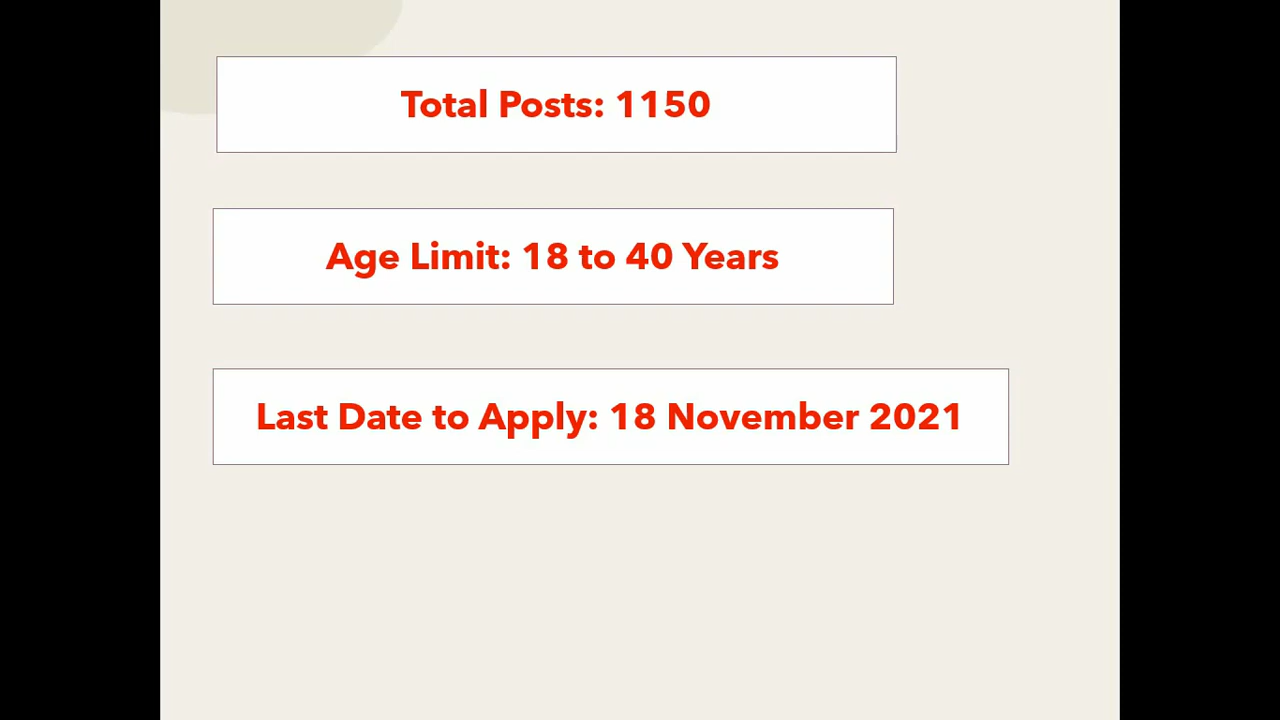 Total Posts: 1150
Age Limit: 18 to 40 Years
Last Date to Apply: 18 November 2021